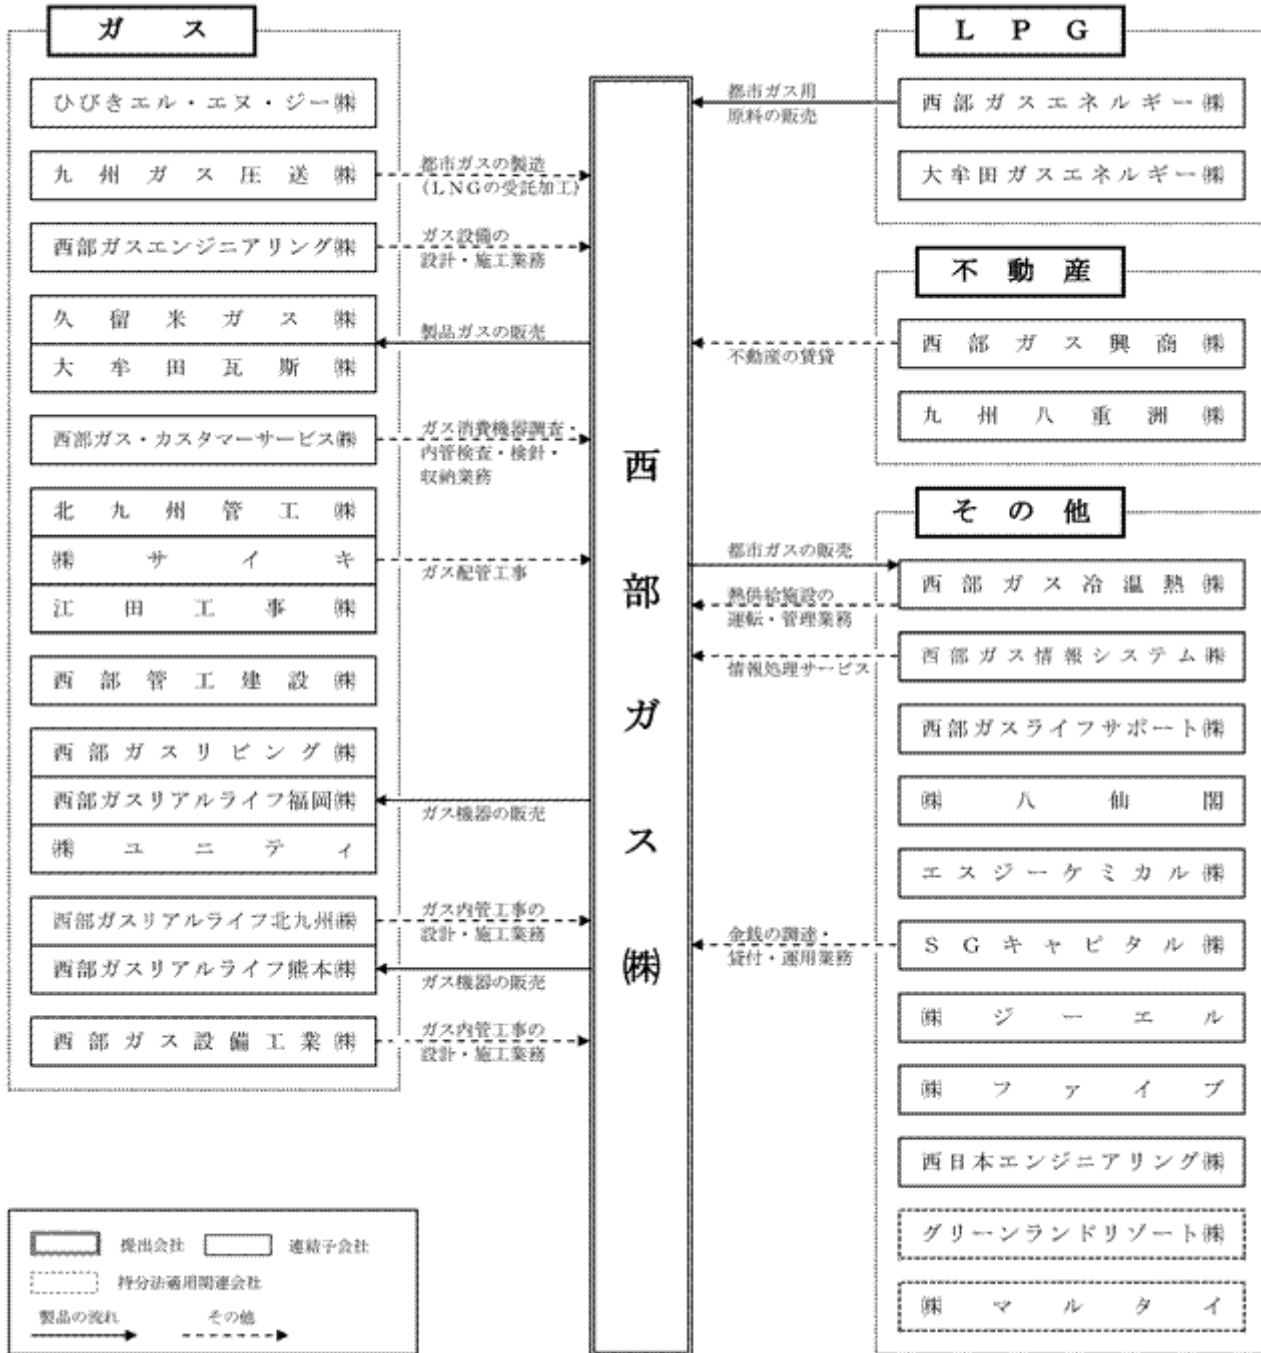 ガス
ひびきエル・エヌ・ジー㈱
九州ガス圧送㈱
都市ガスの製造
(LNGの受託加工)
西部ガスエンジニアリング㈱
ガス設備の
設計・施工業務
久留米ガス㈱
大牟田瓦斯㈱
製品ガスの販売
西部ガス・カスタマーサービス㈱
ガス消費機器調査・
内管検査・検針・
収納業務
北九州管工㈱
㈱サイキ
江田工事㈱
ガス配管工事
西部管工建設㈱
西部ガスリビング㈱
西部ガスリアルライフ福岡㈱
㈱ユニティ
ガス機器の販売
西部ガスリアルライフ北九州㈱
ガス内管工事の
設計・施工業務
西部ガスリアルライフ熊本㈱
ガス機器の販売
西部ガス設備工業㈱
ガス内管工事の
設計・施工業務
西部ガス㈱
LPG
都市ガス用
原料の販売
西部ガスエネルギー㈱
大牟田ガスエネルギー㈱
不動産
不動産の賃貸
西部ガス興商㈱
九州八重洲㈱
その他
都市ガスの販売
熱供給施設の
運転・管理業務
西部ガス冷温熱㈱
情報処理サービス
西部ガス情報システム㈱
西部ガスライフサポート㈱
㈱八仙閣
エスジーケミカル㈱
金銭の調達・
貸付・運用業務
SGキャピタル㈱
㈱ジーエル
㈱ファイブ
西日本エンジニアリング㈱
グリーンランドリゾート㈱
㈱マルタイ
提出会社 連結子会社
持分法適用関連会社
製品の流れ その他